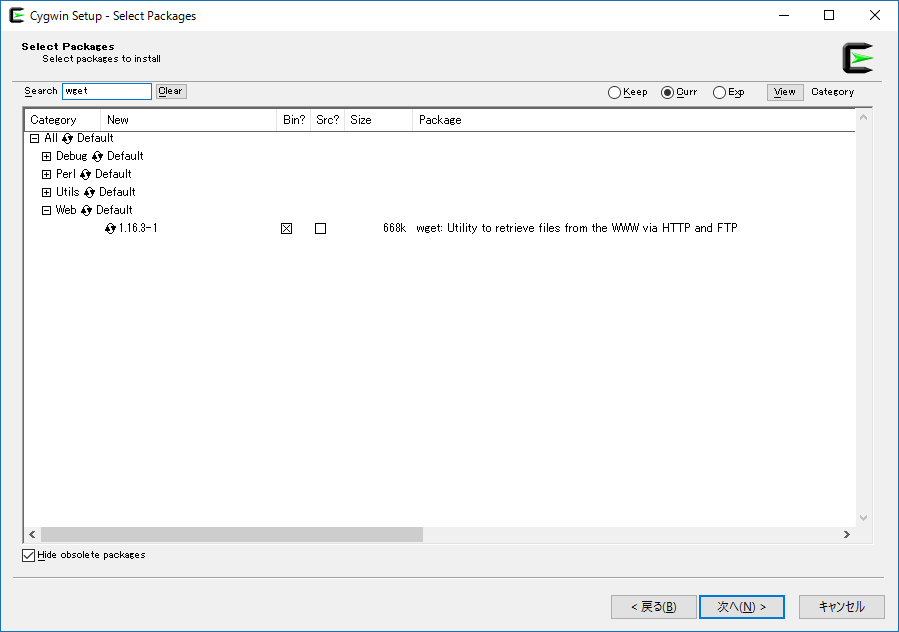 Cygwin Setup - Select Packages
Select Packages
Select packages to install
Search wget Clear Keep Curr Exp View Category
Category New Bin? Src? Size Package
All Default
Debug Default
Perl Default
Utils Default
Web Default
1.16.3-1 668k wget: Utility to retrieve files from the WWW via HTTP and FTP
Hide obsolete packages
< 戻る(B) 次へ(N) > キャンセル